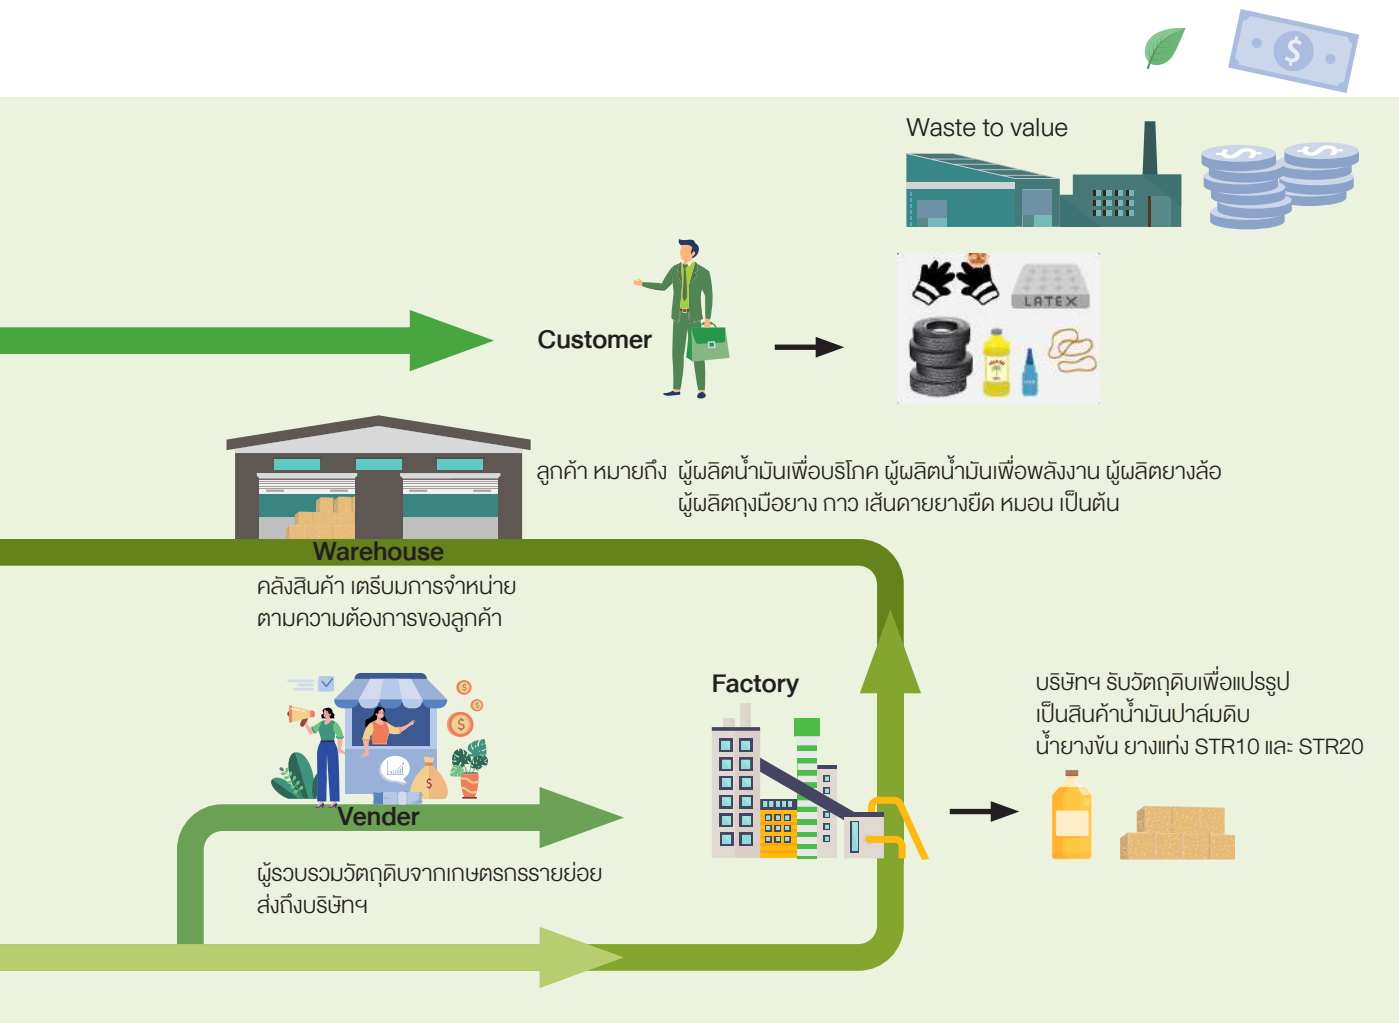 Waste to value
LATEX
Customer
ลูกค้า หมายถึง ผู้ผลิตน้ำมันเพื่อบริโภค ผู้ผลิตน้ำมันเพื่อพลังงาน ผู้ผลิตยางล้อ
ผู้ผลิตถุงมือยาง กาว เส้นดายยางยืด หมอน เป็นต้น
Warehouse
คลังสินค้า เตรีบมการจำหน่าย
ตามความต้องการของลูกค้า
Factory
บริษัทฯ รับวัตถุดิบเพื่อแปรรูป
เป็นสินค้าน้ำมันปาล์มดิบ
น้ำยางข้น ยางแท่ง STR10 และ STR20
Vender
ผู้รวบรวมวัตถุดิบจากเกษตรกรรายย่อย
ส่งถึงบริษัทฯ